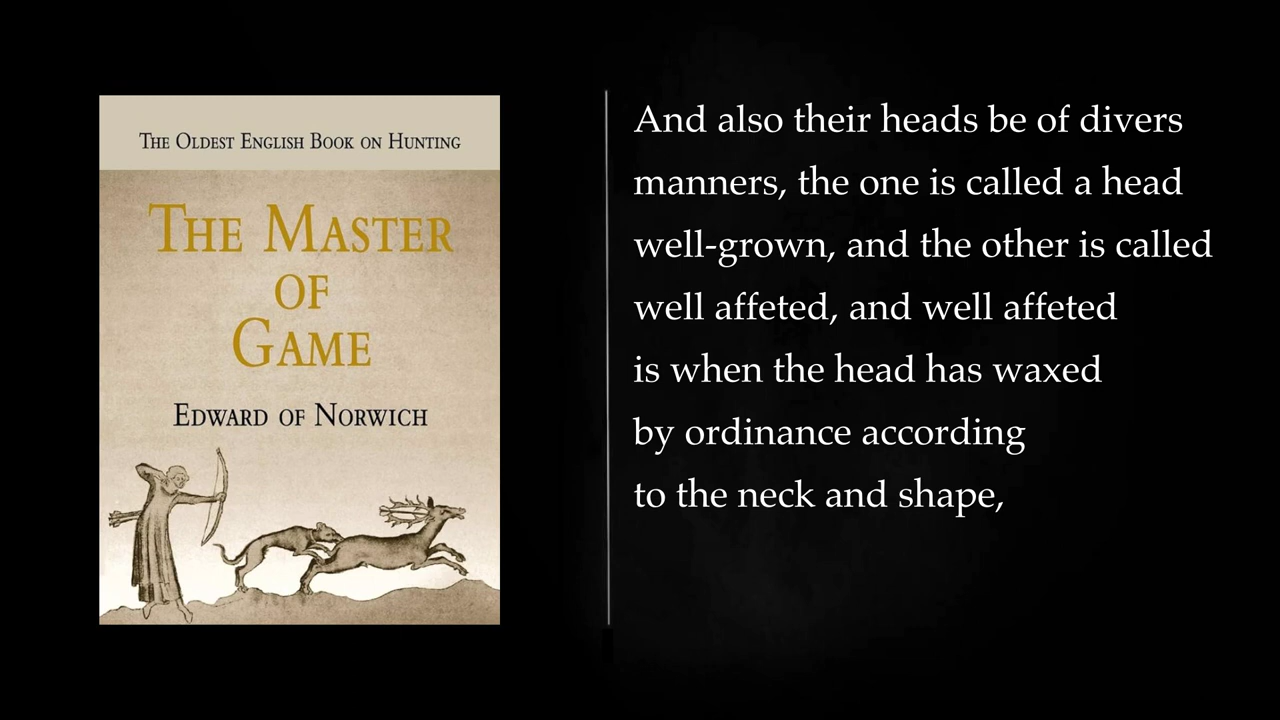 The Oldest English Book on Hunting
The Master
of
Game
Edward of Norwich
And also their heads be of divers
manners, the one is called a head
well-grown, and the other is called
well affeted, and well affeted
is when the head has waxed
by ordinance according
to the neck and shape,